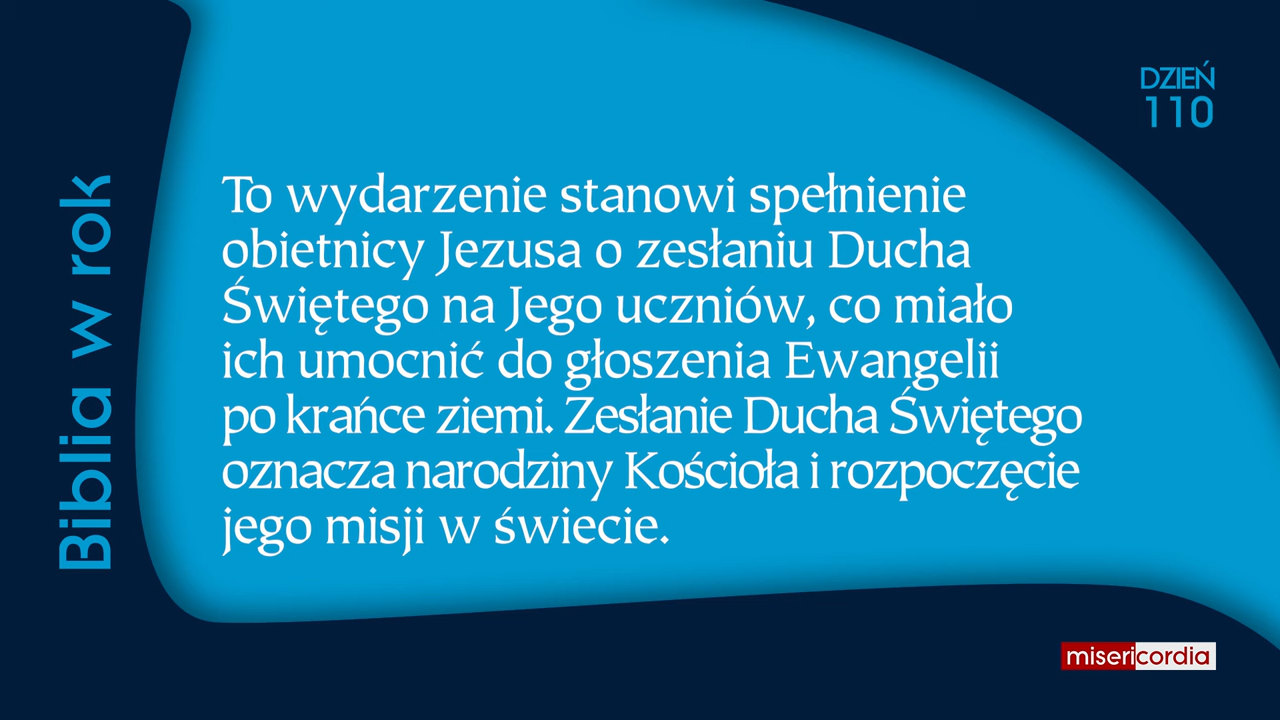 Biblia w rok
DZIEŃ
110
To wydarzenie stanowi spełnienie
obietnicy Jezusa o zesłaniu Ducha
Świętego na Jego uczniów, co miało
ich umocnić do głoszenia Ewangelii
po krańce ziemi. Zesłanie Ducha Świętego
oznacza narodziny Kościoła i rozpoczęcie
jego misji w świecie.
misericordia